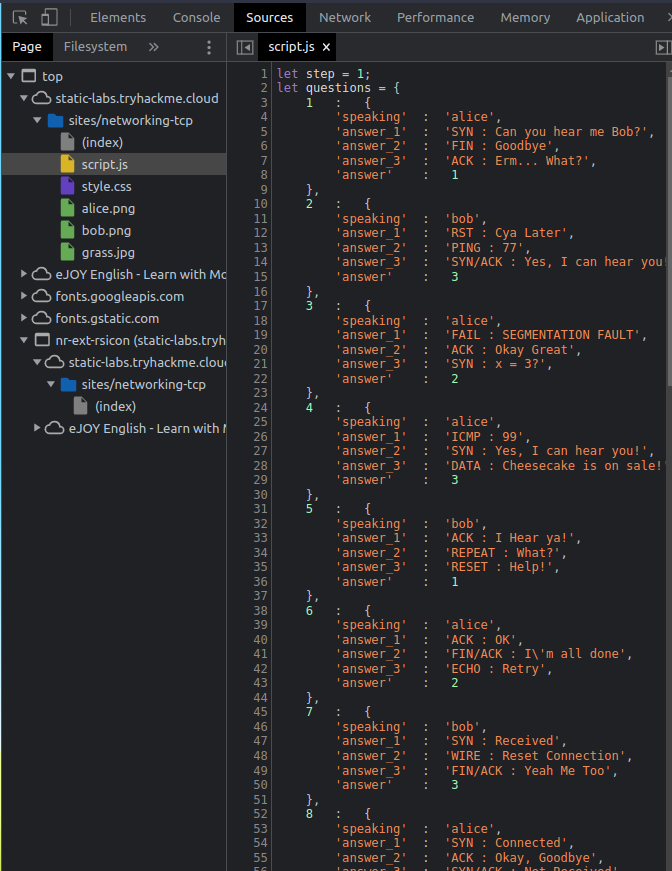 Elements Console Sources Network Performance Memory Application
Page Filesystem » script.js ×
top
static-labs.tryhackme.cloud
sites/networking-tcp
(index)
script.js
style.css
alice.png
bob.png
grass.jpg
eJOY English - Learn with Mo
fonts.googleapis.com
fonts.gstatic.com
nr-ext-rsicon (static-labs.tryh
static-labs.tryhackme.clou
sites/networking-tcp
(index)
eJOY English - Learn with M
1 let step = 1;
2 let questions = {
3 1 : {
4 'speaking' : 'alice',
5 'answer_1' : 'SYN : Can you hear me Bob?',
6 'answer_2' : 'FIN : Goodbye',
7 'answer_3' : 'ACK : Erm... What?',
8 'answer' : 1
9 },
10 2 : {
11 'speaking' : 'bob',
12 'answer_1' : 'RST : Cya Later',
13 'answer_2' : 'PING : 77',
14 'answer_3' : 'SYN/ACK : Yes, I can hear you!
15 'answer' : 3
16 },
17 3 : {
18 'speaking' : 'alice',
19 'answer_1' : 'FAIL : SEGMENTATION FAULT',
20 'answer_2' : 'ACK : Okay Great',
21 'answer_3' : 'SYN : x = 3?',
22 'answer' : 2
23 },
24 4 : {
25 'speaking' : 'alice',
26 'answer_1' : 'ICMP : 99',
27 'answer_2' : 'SYN : Yes, I can hear you!',
28 'answer_3' : 'DATA : Cheesecake is on sale!'
29 'answer' : 3
30 },
31 5 : {
32 'speaking' : 'bob',
33 'answer_1' : 'ACK : I Hear ya!',
34 'answer_2' : 'REPEAT : What?',
35 'answer_3' : 'RESET : Help!',
36 'answer' : 1
37 },
38 6 : {
39 'speaking' : 'alice',
40 'answer_1' : 'ACK : OK',
41 'answer_2' : 'FIN/ACK : I\'m all done',
42 'answer_3' : 'ECHO : Retry',
43 'answer' : 2
44 },
45 7 : {
46 'speaking' : 'bob',
47 'answer_1' : 'SYN : Received',
48 'answer_2' : 'WIRE : Reset Connection',
49 'answer_3' : 'FIN/ACK : Yeah Me Too',
50 'answer' : 3
51 },
52 8 : {
53 'speaking' : 'alice',
54 'answer_1' : 'SYN : Connected',
55 'answer_2' : 'ACK : Okay, Goodbye',
56 'answer_3' : 'SYN/ACK : Not Received'